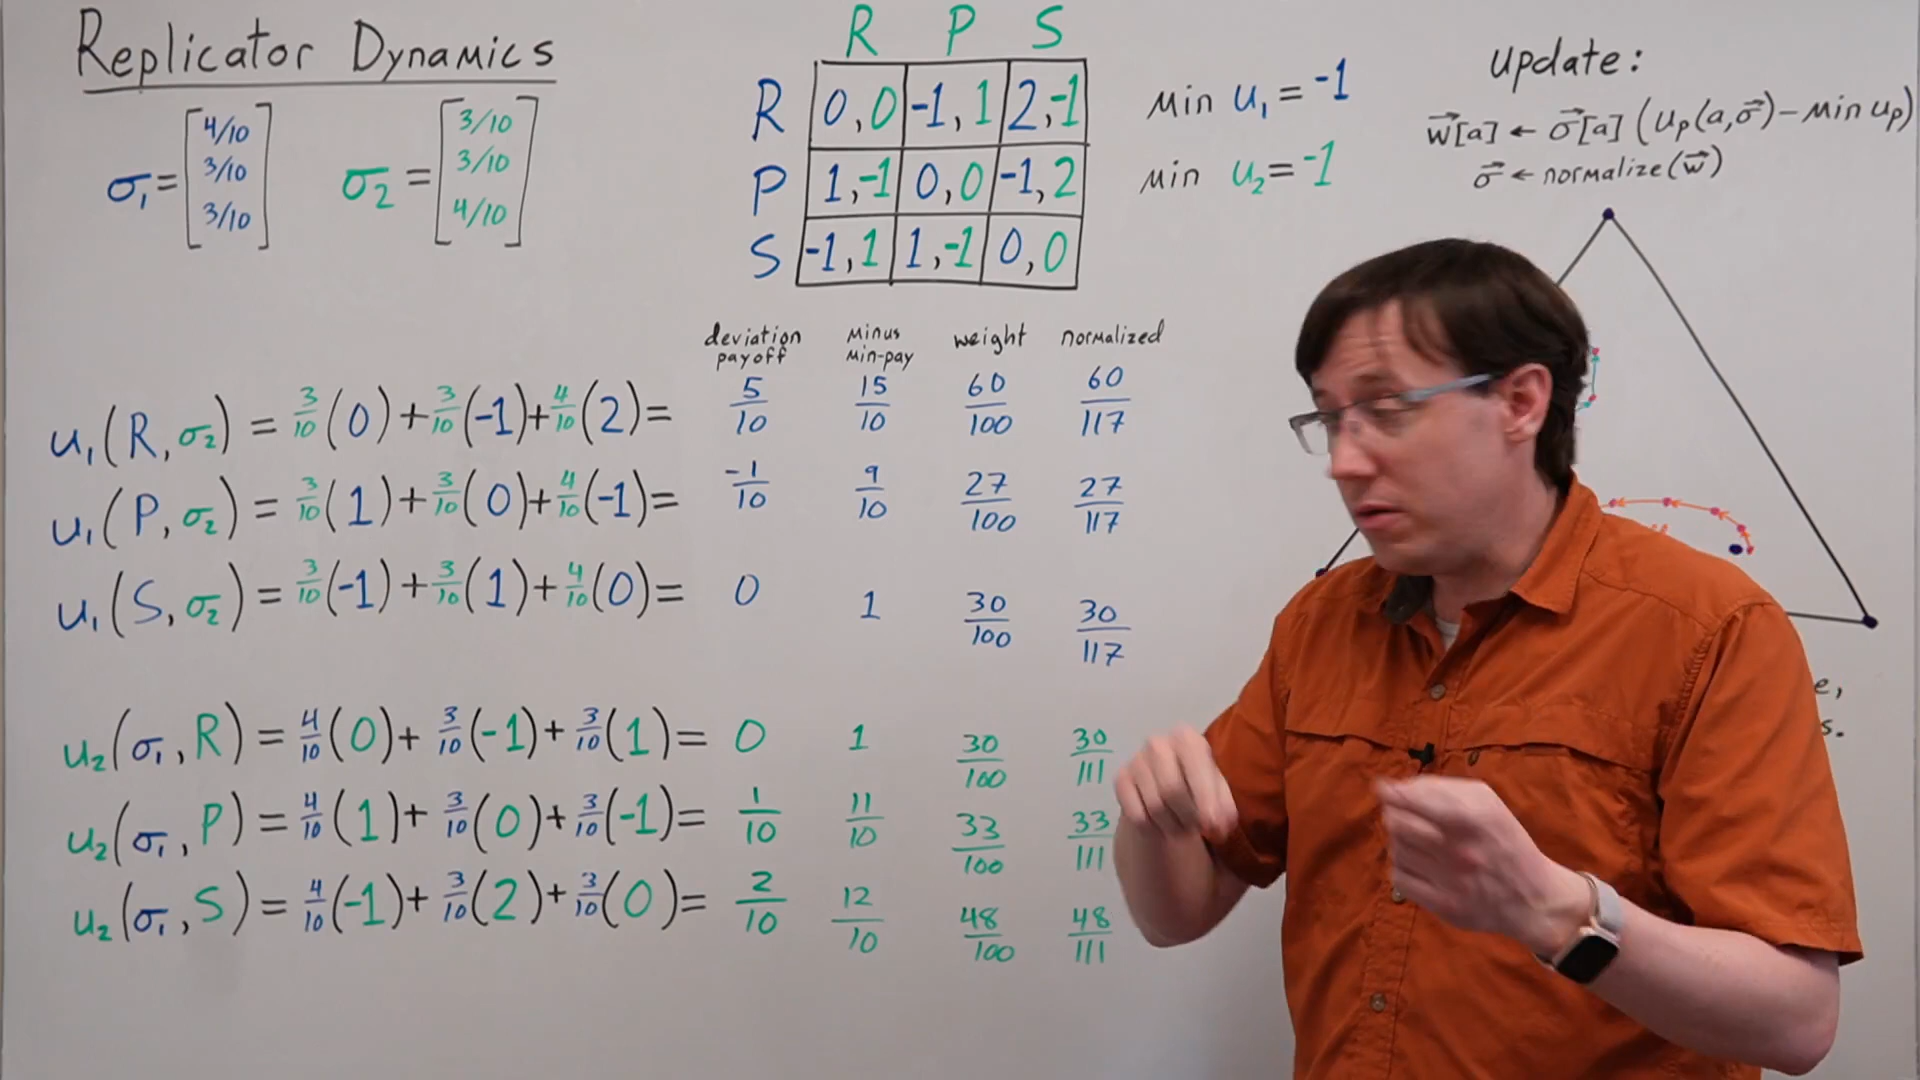 Replicator Dynamics
σ₁ = [4/10 3/10 3/10] σ₂ = [3/10 3/10 4/10]
R P S
R 0,0 -1,1 2,-1
P 1,-1 0,0 -1,2
S -1,1 1,-1 0,0
Min u₁ = -1
Min u₂ = -1
update:
w⃗[a] ← σ⃗[a] (uₚ(a,σ⃗) - Min uₚ)
σ⃗ ← normalize(w⃗)
deviation payoff minus min-pay weight normalized
u₁(R,σ₂) = 3/10(0) + 3/10(-1) + 4/10(2) = 5/10 15/10 60/100 60/117
u₁(P,σ₂) = 3/10(1) + 3/10(0) + 4/10(-1) = -1/10 9/10 27/100 27/117
u₁(S,σ₂) = 3/10(-1) + 3/10(1) + 4/10(0) = 0 1 30/100 30/117
u₂(σ₁,R) = 4/10(0) + 3/10(-1) + 3/10(1) = 0 1 30/100 30/111
u₂(σ₁,P) = 4/10(1) + 3/10(0) + 3/10(-1) = 1/10 11/10 33/100 33/111
u₂(σ₁,S) = 4/10(-1) + 3/10(2) + 3/10(0) = 2/10 12/10 48/100 48/111